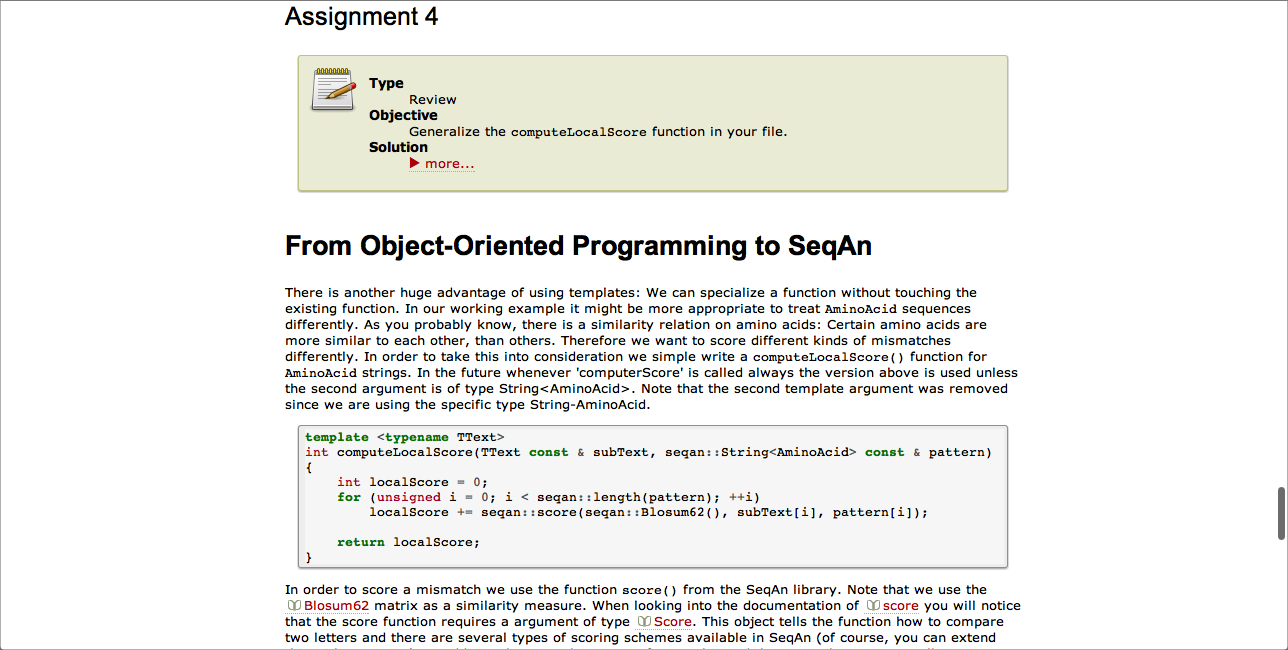 Assignment 4
Type
Review
Objective
Generalize the computeLocalScore function in your file.
Solution
more...
From Object-Oriented Programming to SeqAn
There is another huge advantage of using templates: We can specialize a function without touching the
existing function. In our working example it might be more appropriate to treat AminoAcid sequences
differently. As you probably know, there is a similarity relation on amino acids: Certain amino acids are
more similar to each other, than others. Therefore we want to score different kinds of mismatches
differently. In order to take this into consideration we simple write a computeLocalScore() function for
AminoAcid strings. In the future whenever 'computerScore' is called always the version above is used unless
the second argument is of type String<AminoAcid>. Note that the second template argument was removed
since we are using the specific type String-AminoAcid.
template <typename TText>
int computeLocalScore(TText const & subText, seqan::String<AminoAcid> const & pattern)
{
    int localScore = 0;
    for (unsigned i = 0; i < seqan::length(pattern); ++i)
        localScore += seqan::score(seqan::Blosum62(), subText[i], pattern[i]);
    return localScore;
}
In order to score a mismatch we use the function score() from the SeqAn library. Note that we use the
Blosum62 matrix as a similarity measure. When looking into the documentation of score you will notice
that the score function requires a argument of type Score. This object tells the function how to compare
two letters and there are several types of scoring schemes available in SeqAn (of course, you can extend